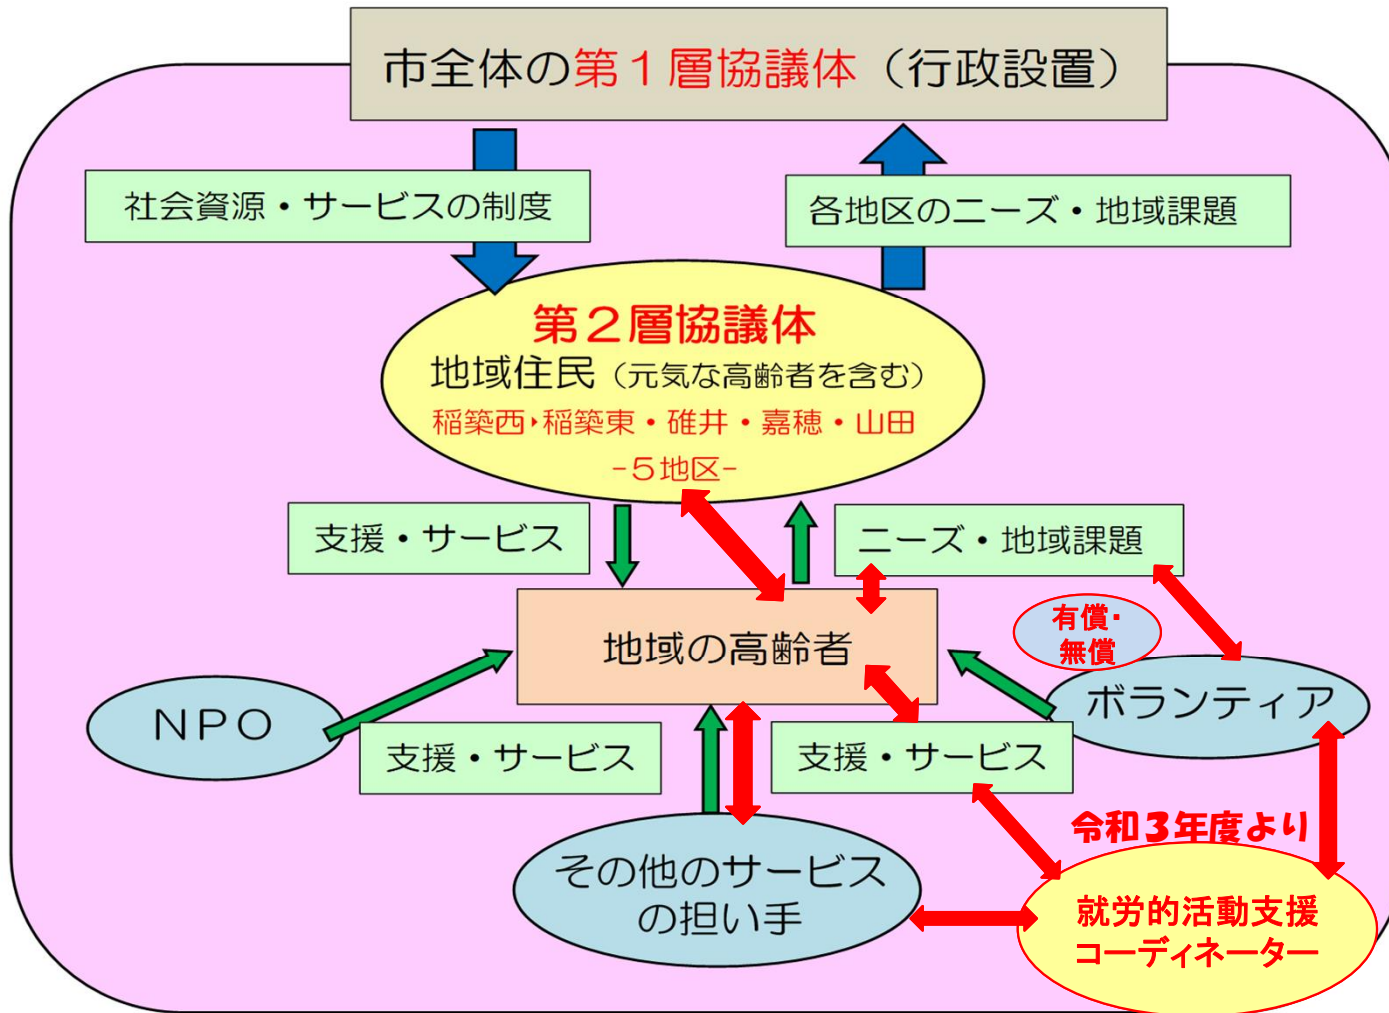 市全体の第１層協議体（行政設置）
社会資源・サービスの制度
各地区のニーズ・地域課題
第２層協議体
地域住民（元気な高齢者を含む）
稲築西・稲築東・碓井・嘉穂・山田
-５地区-
支援・サービス
ニーズ・地域課題
有償・
無償
地域の高齢者
ＮＰＯ
ボランティア
支援・サービス
支援・サービス
令和３年度より
その他のサービス
の担い手
就労的活動支援
コーディネーター